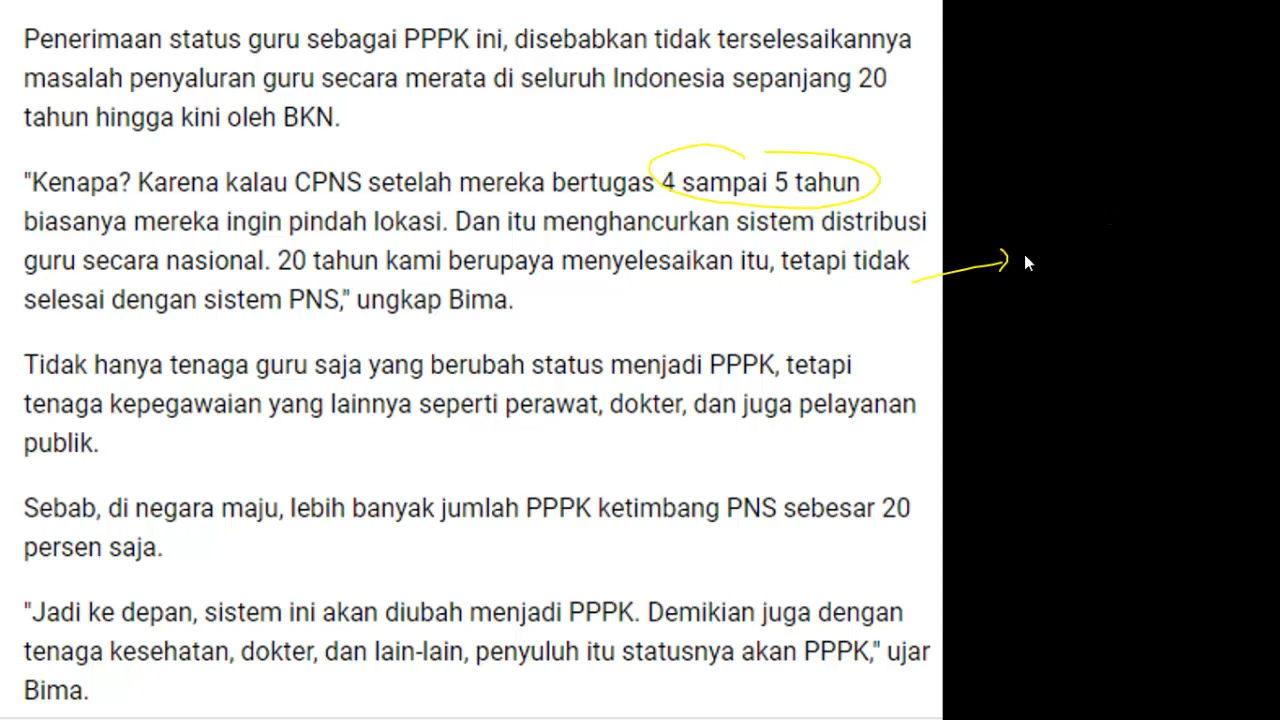 Penerimaan status guru sebagai PPPK ini, disebabkan tidak terselesaikannya
masalah penyaluran guru secara merata di seluruh Indonesia sepanjang 20
tahun hingga kini oleh BKN.
"Kenapa? Karena kalau CPNS setelah mereka bertugas 4 sampai 5 tahun
biasanya mereka ingin pindah lokasi. Dan itu menghancurkan sistem distribusi
guru secara nasional. 20 tahun kami berupaya menyelesaikan itu, tetapi tidak
selesai dengan sistem PNS," ungkap Bima.
Tidak hanya tenaga guru saja yang berubah status menjadi PPPK, tetapi
tenaga kepegawaian yang lainnya seperti perawat, dokter, dan juga pelayanan
publik.
Sebab, di negara maju, lebih banyak jumlah PPPK ketimbang PNS sebesar 20
persen saja.
"Jadi ke depan, sistem ini akan diubah menjadi PPPK. Demikian juga dengan
tenaga kesehatan, dokter, dan lain-lain, penyuluh itu statusnya akan PPPK," ujar
Bima.